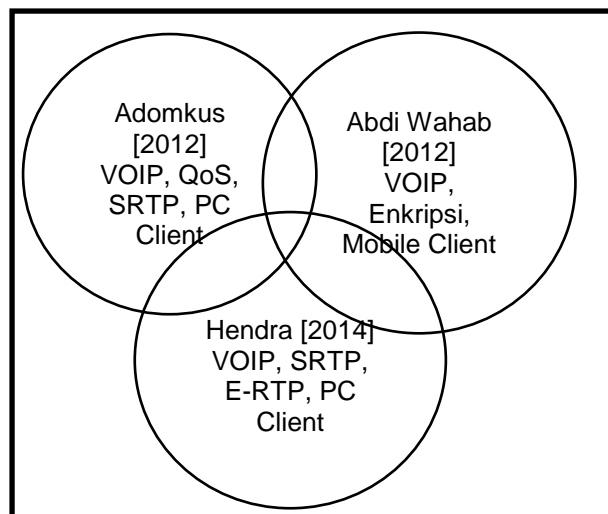 Adomkus
[2012]
VOIP, QoS,
SRTP, PC
Client
Abdi Wahab
[2012]
VOIP,
Enkripsi,
Mobile Client
Hendra [2014]
VOIP, SRTP,
E-RTP, PC
Client